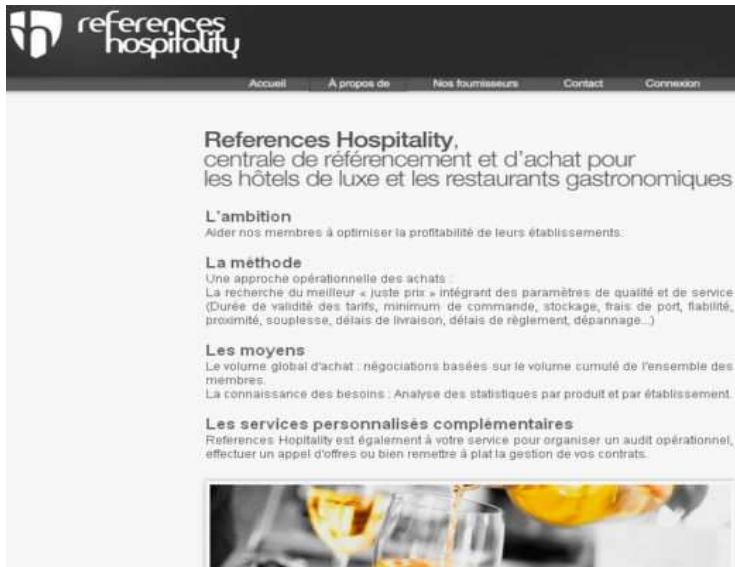 references
hospitality
Accueil À propos de Nos fournisseurs Contact Connexion
References Hospitality,
centrale de référencement et d'achat pour
les hôtels de luxe et les restaurants gastronomiques
L'ambition
Aider nos membres à optimiser la profitabilité de leurs établissements.
La méthode
Une approche opérationnelle des achats :
La recherche du meilleur « juste prix » intégrant des paramètres de qualité et de service
(Durée de validité des tarifs, minimum de commande, stockage, frais de port, fiabilité,
proximité, souplesse, délais de livraison, délais de règlement, dépannage...)
Les moyens
Le volume global d'achat : négociations basées sur le volume cumulé de l'ensemble des
membres.
La connaissance des besoins : Analyse des statistiques par produit et par établissement.
Les services personnalisés complémentaires
References Hopitality est également à votre service pour organiser un audit opérationnel,
effectuer un appel d'offres ou bien remettre à plat la gestion de vos contrats.